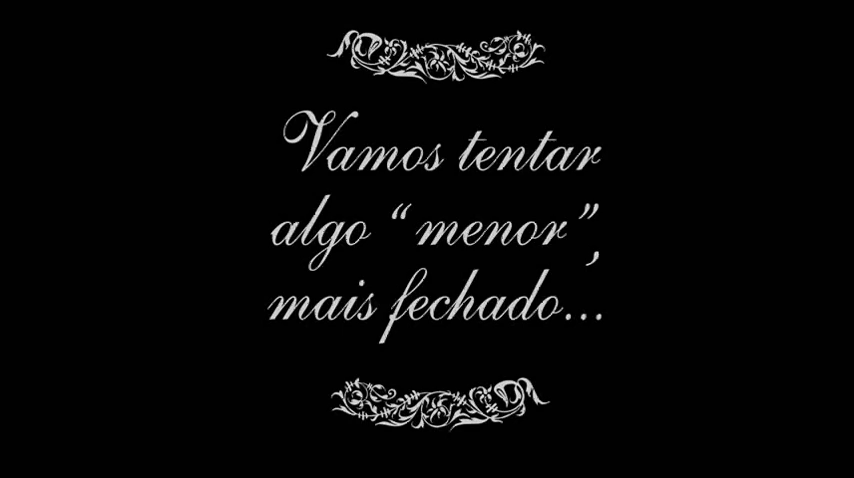 Vamos tentar
algo “menor”,
mais fechado...